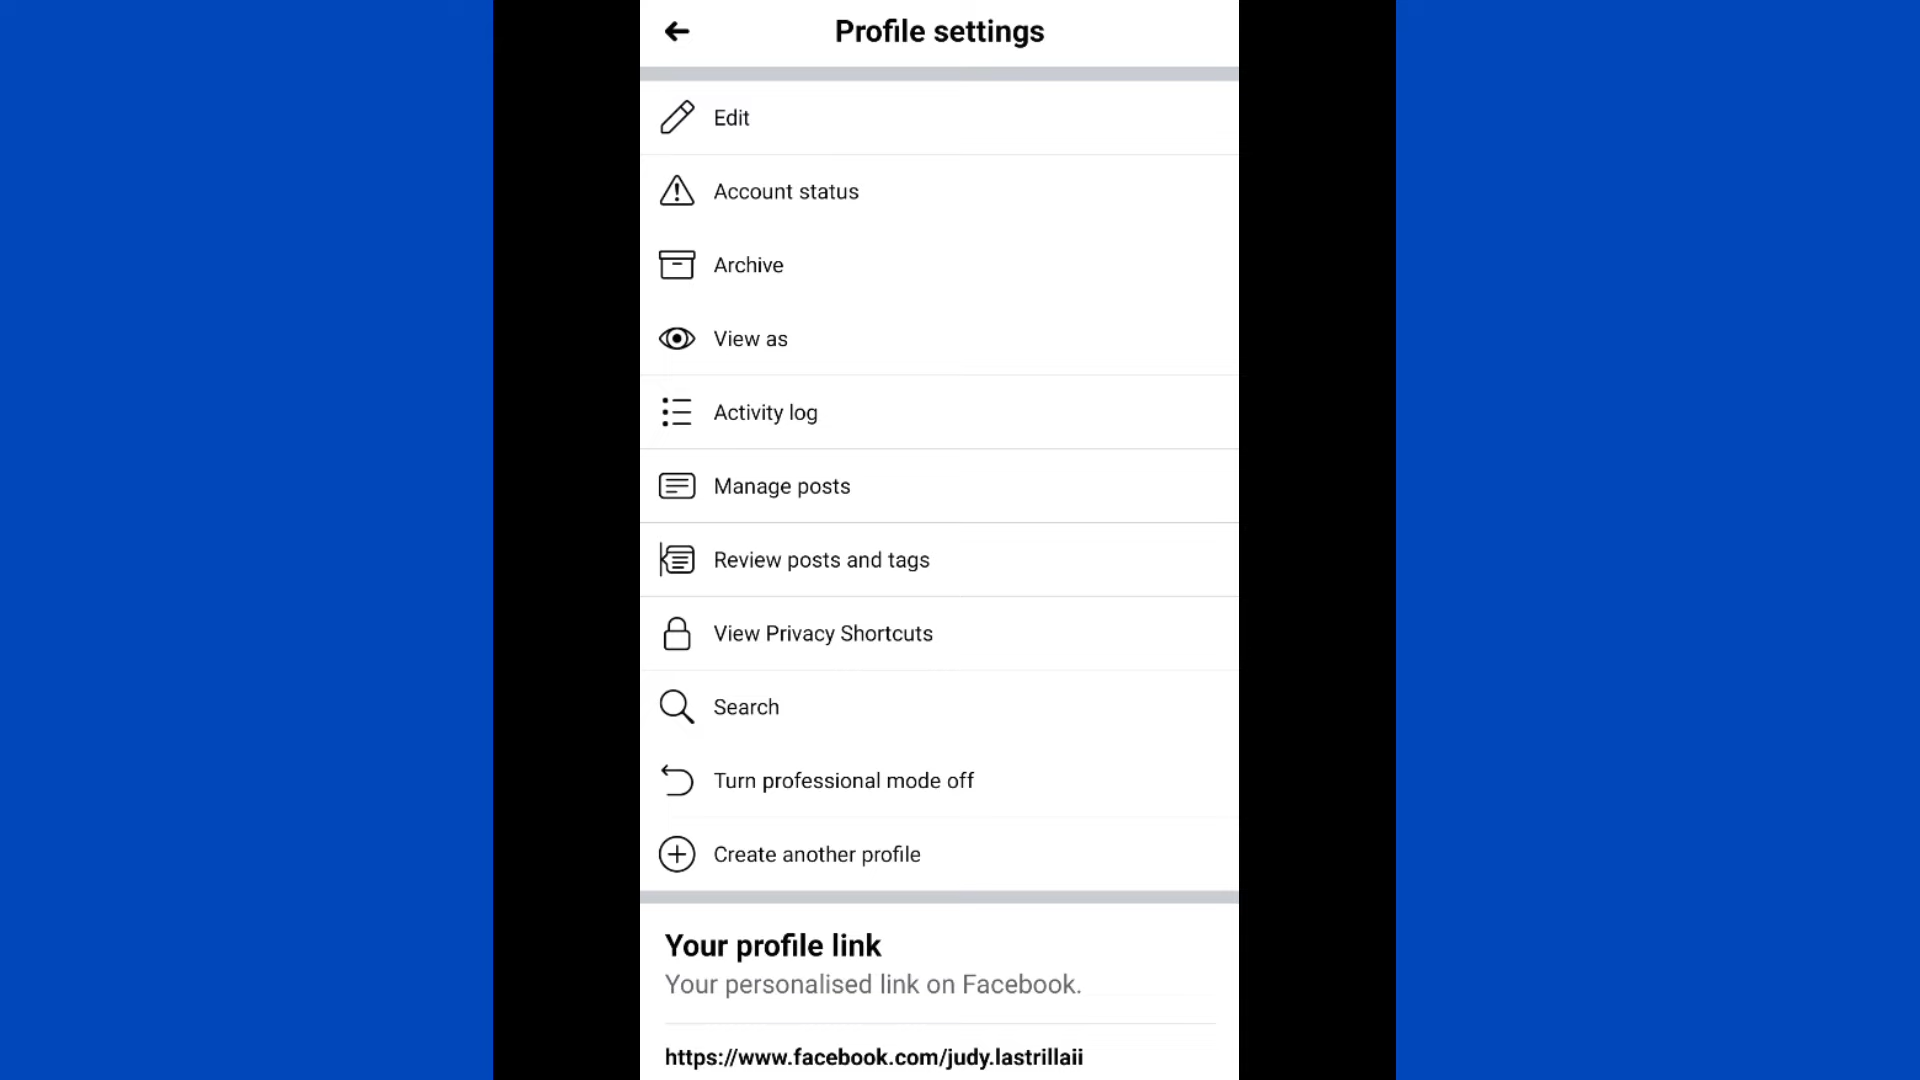 Profile settings
Edit
Account status
Archive
View as
Activity log
Manage posts
Review posts and tags
View Privacy Shortcuts
Search
Turn professional mode off
Create another profile
Your profile link
Your personalised link on Facebook.
https://www.facebook.com/judy.lastrillaii